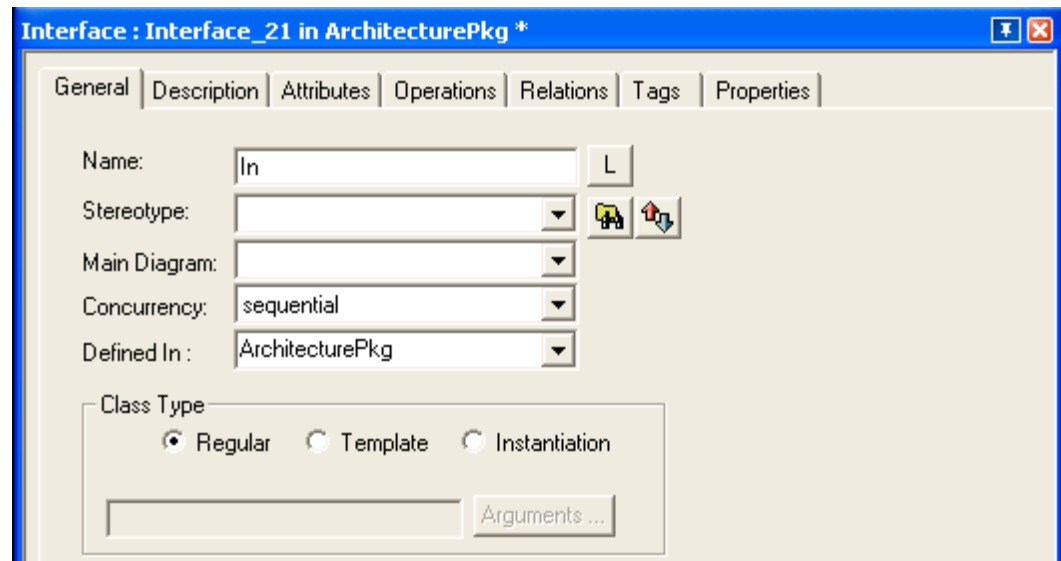 Interface : Interface_21 in ArchitecturePkg *
General Description Attributes Operations Relations Tags Properties
Name: In L
Stereotype:
Main Diagram:
Concurrency: sequential
Defined In : ArchitecturePkg
Class Type
Regular Template Instantiation
Arguments ...